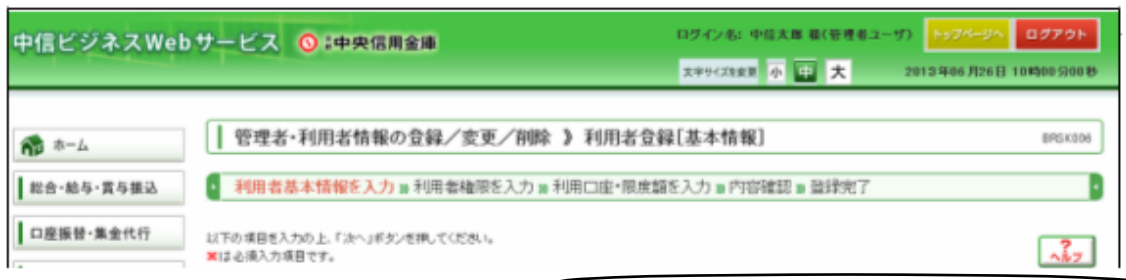 中信ビジネスWebサービス 京都中央信用金庫 ログイン名: 中信太郎 様(管理者ユーザ) トップページへ ログアウト
文字サイズを変更 小 中 大 2013年06月26日 10時00分00秒
ホーム
管理者・利用者情報の登録/変更/削除 》 利用者登録[基本情報] BRSK006
総合・給与・賞与振込
利用者基本情報を入力 » 利用者権限を入力 » 利用口座・限度額を入力 » 内容確認 » 登録完了
口座振替・集金代行
以下の項目を入力の上、「次へ」ボタンを押してください。
※は必須入力項目です。
? ヘルプ